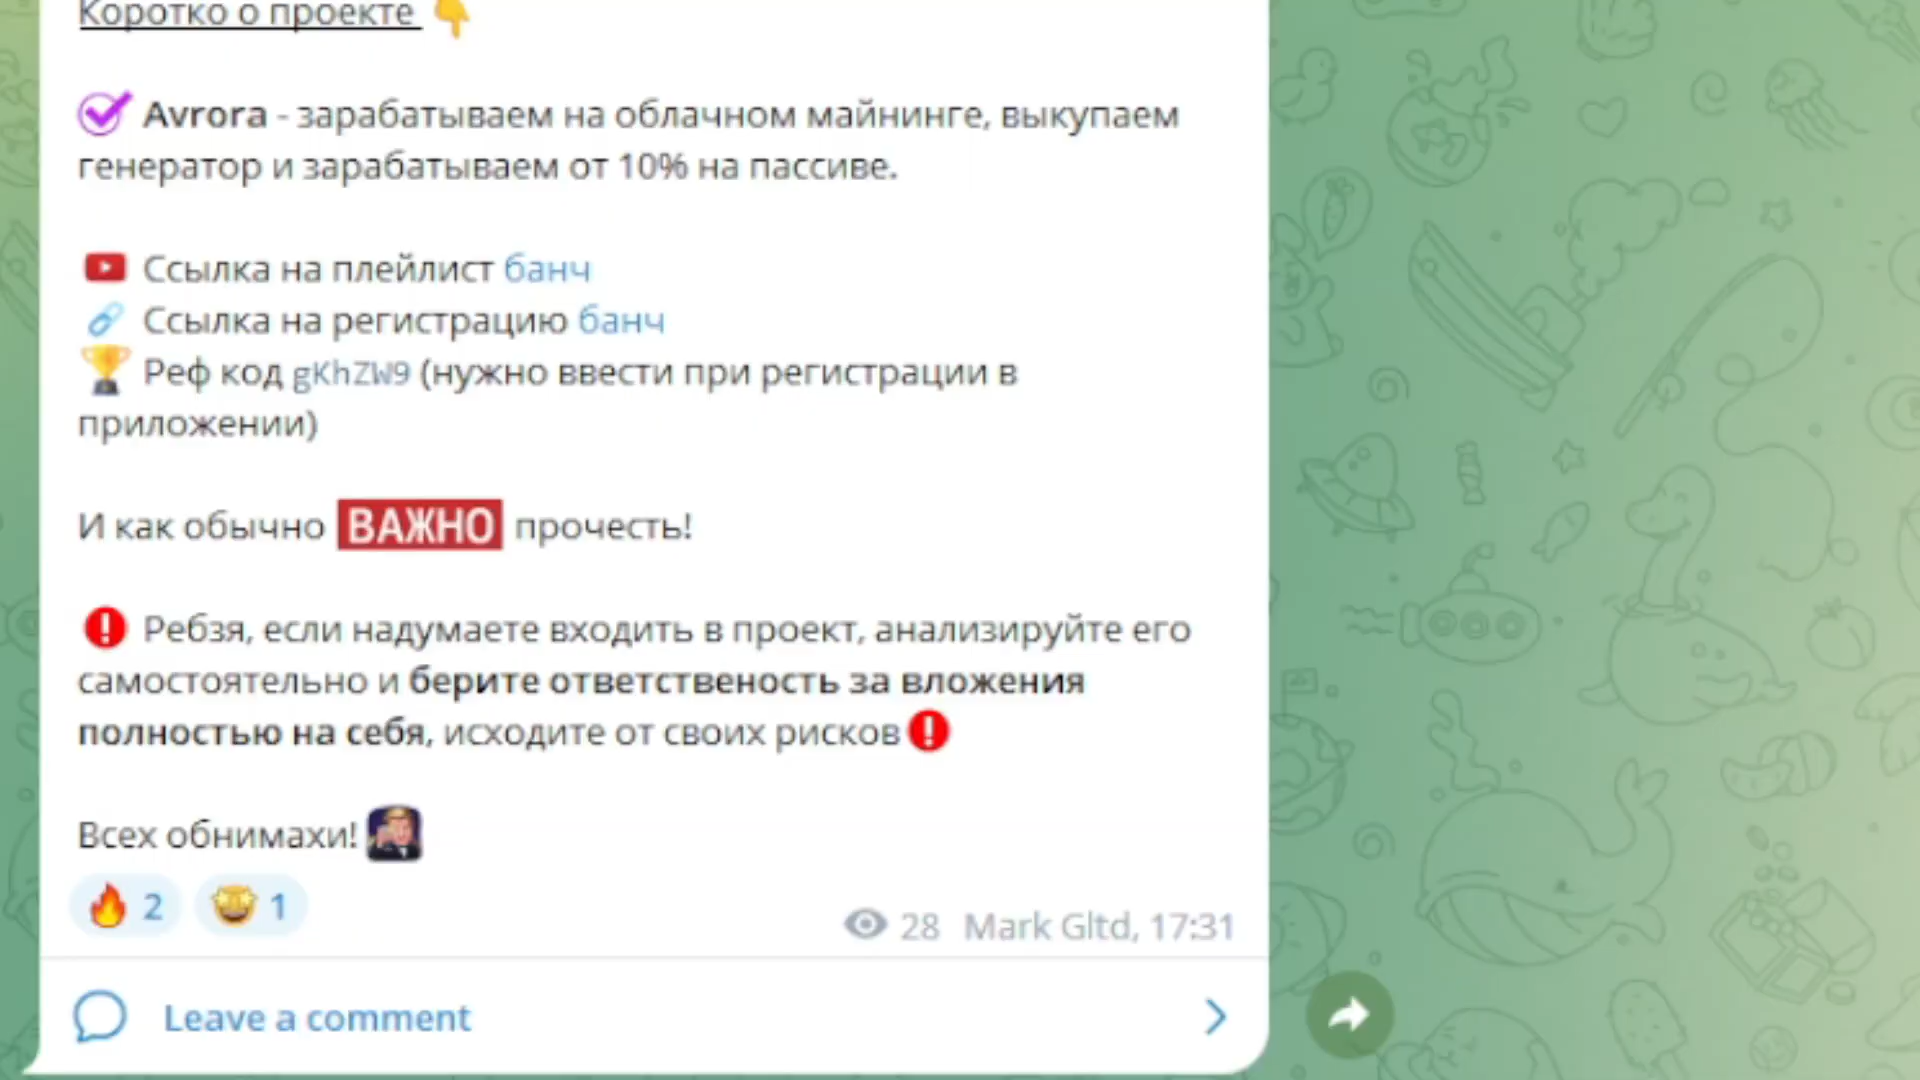 Коротко о проекте
Avrora - зарабатываем на облачном майнинге, выкупаем
генератор и зарабатываем от 10% на пассиве.
Ссылка на плейлист банч
Ссылка на регистрацию банч
Реф код gKhZW9 (нужно ввести при регистрации в
приложении)
И как обычно ВАЖНО прочесть!
Ребзя, если надумаете входить в проект, анализируйте его
самостоятельно и берите ответственость за вложения
полностью на себя, исходите от своих рисков
Всех обнимахи!
2 1
28 Mark Gltd, 17:31
Leave a comment